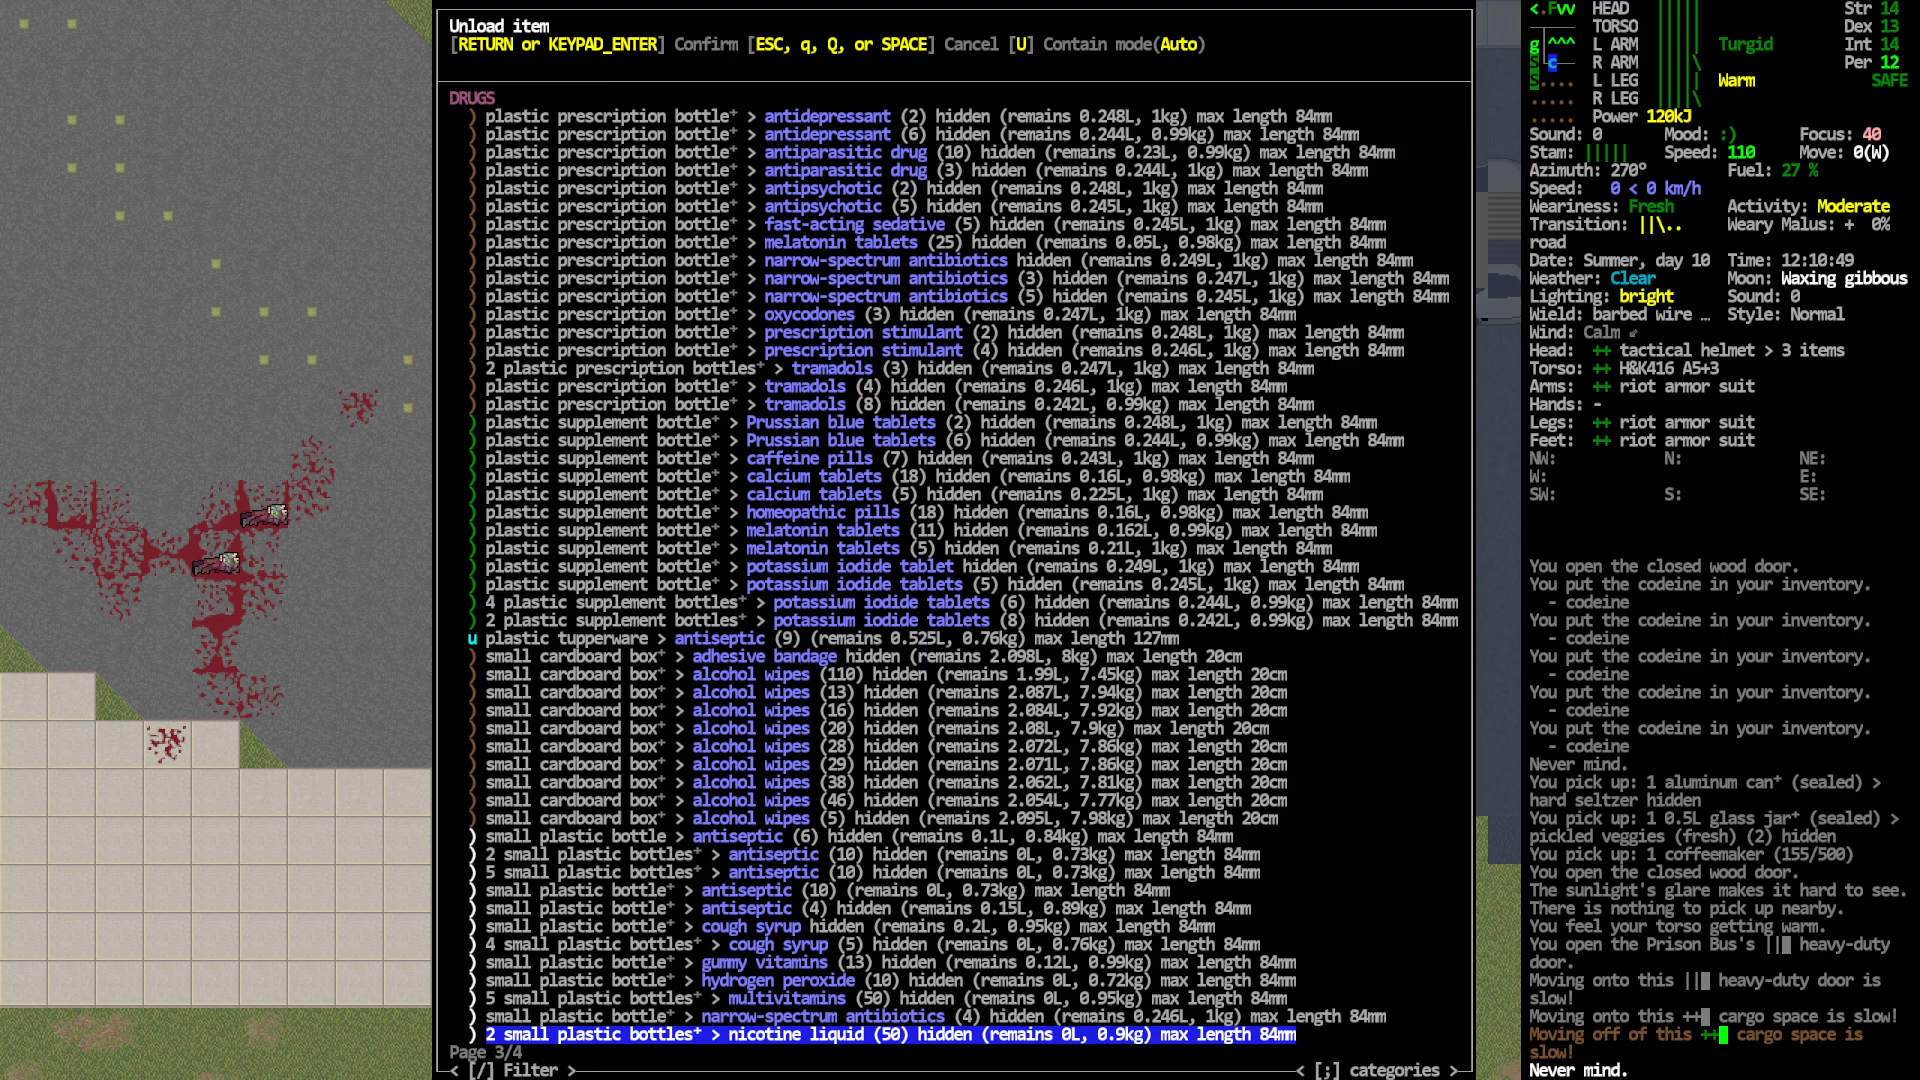 Unload item
[RETURN or KEYPAD_ENTER] Confirm [ESC, q, Q, or SPACE] Cancel [U] Contain mode(Auto)
DRUGS
) plastic prescription bottle⁺ > antidepressant (2) hidden (remains 0.248L, 1kg) max length 84mm
) plastic prescription bottle⁺ > antidepressant (6) hidden (remains 0.244L, 0.99kg) max length 84mm
) plastic prescription bottle⁺ > antiparasitic drug (10) hidden (remains 0.23L, 0.99kg) max length 84mm
) plastic prescription bottle⁺ > antiparasitic drug (3) hidden (remains 0.244L, 1kg) max length 84mm
) plastic prescription bottle⁺ > antipsychotic (2) hidden (remains 0.248L, 1kg) max length 84mm
) plastic prescription bottle⁺ > antipsychotic (5) hidden (remains 0.245L, 1kg) max length 84mm
) plastic prescription bottle⁺ > fast-acting sedative (5) hidden (remains 0.245L, 1kg) max length 84mm
) plastic prescription bottle⁺ > melatonin tablets (25) hidden (remains 0.05L, 0.98kg) max length 84mm
) plastic prescription bottle⁺ > narrow-spectrum antibiotics hidden (remains 0.249L, 1kg) max length 84mm
) plastic prescription bottle⁺ > narrow-spectrum antibiotics (3) hidden (remains 0.247L, 1kg) max length 84mm
) plastic prescription bottle⁺ > narrow-spectrum antibiotics (5) hidden (remains 0.245L, 1kg) max length 84mm
) plastic prescription bottle⁺ > oxycodones (3) hidden (remains 0.247L, 1kg) max length 84mm
) plastic prescription bottle⁺ > prescription stimulant (2) hidden (remains 0.248L, 1kg) max length 84mm
) plastic prescription bottle⁺ > prescription stimulant (4) hidden (remains 0.246L, 1kg) max length 84mm
) 2 plastic prescription bottles⁺ > tramadols (3) hidden (remains 0.247L, 1kg) max length 84mm
) plastic prescription bottle⁺ > tramadols (4) hidden (remains 0.246L, 1kg) max length 84mm
) plastic prescription bottle⁺ > tramadols (8) hidden (remains 0.242L, 0.99kg) max length 84mm
) plastic supplement bottle⁺ > Prussian blue tablets (2) hidden (remains 0.248L, 1kg) max length 84mm
) plastic supplement bottle⁺ > Prussian blue tablets (6) hidden (remains 0.244L, 0.99kg) max length 84mm
) plastic supplement bottle⁺ > caffeine pills (7) hidden (remains 0.243L, 1kg) max length 84mm
) plastic supplement bottle⁺ > calcium tablets (18) hidden (remains 0.16L, 0.98kg) max length 84mm
) plastic supplement bottle⁺ > calcium tablets (5) hidden (remains 0.225L, 1kg) max length 84mm
) plastic supplement bottle⁺ > homeopathic pills (18) hidden (remains 0.16L, 0.98kg) max length 84mm
) plastic supplement bottle⁺ > melatonin tablets (11) hidden (remains 0.162L, 0.99kg) max length 84mm
) plastic supplement bottle⁺ > melatonin tablets (5) hidden (remains 0.21L, 1kg) max length 84mm
) plastic supplement bottle⁺ > potassium iodide tablet hidden (remains 0.249L, 1kg) max length 84mm
) plastic supplement bottle⁺ > potassium iodide tablets (5) hidden (remains 0.245L, 1kg) max length 84mm
) 4 plastic supplement bottles⁺ > potassium iodide tablets (6) hidden (remains 0.244L, 0.99kg) max length 84mm
) 2 plastic supplement bottles⁺ > potassium iodide tablets (8) hidden (remains 0.242L, 0.99kg) max length 84mm
u plastic tupperware > antiseptic (9) (remains 0.525L, 0.76kg) max length 127mm
) small cardboard box⁺ > adhesive bandage hidden (remains 2.098L, 8kg) max length 20cm
) small cardboard box⁺ > alcohol wipes (110) hidden (remains 1.99L, 7.45kg) max length 20cm
) small cardboard box⁺ > alcohol wipes (13) hidden (remains 2.087L, 7.94kg) max length 20cm
) small cardboard box⁺ > alcohol wipes (16) hidden (remains 2.084L, 7.92kg) max length 20cm
) small cardboard box⁺ > alcohol wipes (20) hidden (remains 2.08L, 7.9kg) max length 20cm
) small cardboard box⁺ > alcohol wipes (28) hidden (remains 2.072L, 7.86kg) max length 20cm
) small cardboard box⁺ > alcohol wipes (29) hidden (remains 2.071L, 7.86kg) max length 20cm
) small cardboard box⁺ > alcohol wipes (38) hidden (remains 2.062L, 7.81kg) max length 20cm
) small cardboard box⁺ > alcohol wipes (46) hidden (remains 2.054L, 7.77kg) max length 20cm
) small cardboard box⁺ > alcohol wipes (5) hidden (remains 2.095L, 7.98kg) max length 20cm
) small plastic bottle > antiseptic (6) hidden (remains 0.1L, 0.84kg) max length 84mm
) 2 small plastic bottles⁺ > antiseptic (10) hidden (remains 0L, 0.73kg) max length 84mm
) 5 small plastic bottles⁺ > antiseptic (10) hidden (remains 0L, 0.73kg) max length 84mm
) small plastic bottle⁺ > antiseptic (10) (remains 0L, 0.73kg) max length 84mm
) small plastic bottle⁺ > antiseptic (4) hidden (remains 0.15L, 0.89kg) max length 84mm
) small plastic bottle⁺ > cough syrup hidden (remains 0.2L, 0.95kg) max length 84mm
) 4 small plastic bottles⁺ > cough syrup (5) hidden (remains 0L, 0.76kg) max length 84mm
) small plastic bottle⁺ > gummy vitamins (13) hidden (remains 0.12L, 0.99kg) max length 84mm
) small plastic bottle⁺ > hydrogen peroxide (10) hidden (remains 0L, 0.72kg) max length 84mm
) 5 small plastic bottles⁺ > multivitamins (50) hidden (remains 0L, 0.95kg) max length 84mm
) small plastic bottle⁺ > narrow-spectrum antibiotics (4) hidden (remains 0.246L, 1kg) max length 84mm
) 2 small plastic bottles⁺ > nicotine liquid (50) hidden (remains 0L, 0.9kg) max length 84mm
Page 3/4
< [/] Filter >
< [;] categories >
HEAD Str 14
TORSO Dex 13
L ARM Turgid Int 14
R ARM Per 12
L LEG Warm SAFE
R LEG
Power 120kJ
Sound: 0 Mood: :) Focus: 40
Stam: ||||| Speed: 110 Move: 0(W)
Azimuth: 270° Fuel: 27 %
Speed: 0 < 0 km/h
Weariness: Fresh Activity: Moderate
Transition: ||\.. Weary Malus: + 0%
road
Date: Summer, day 10 Time: 12:10:49
Weather: Clear Moon: Waxing gibbous
Lighting: bright Sound: 0
Wield: barbed wire … Style: Normal
Wind: Calm ⇙
Head: ++ tactical helmet > 3 items
Torso: ++ H&K416 A5+3
Arms: ++ riot armor suit
Hands: -
Legs: ++ riot armor suit
Feet: ++ riot armor suit
NW: N: NE:
W: E:
SW: S: SE:
You open the closed wood door.
You put the codeine in your inventory.
- codeine
You put the codeine in your inventory.
- codeine
You put the codeine in your inventory.
- codeine
You put the codeine in your inventory.
- codeine
You put the codeine in your inventory.
- codeine
Never mind.
You pick up: 1 aluminum can⁺ (sealed) >
hard seltzer hidden
You pick up: 1 0.5L glass jar⁺ (sealed) >
pickled veggies (fresh) (2) hidden
You pick up: 1 coffeemaker (155/500)
You open the closed wood door.
The sunlight's glare makes it hard to see.
There is nothing to pick up nearby.
You feel your torso getting warm.
You open the Prison Bus's || heavy-duty
door.
Moving onto this || heavy-duty door is
slow!
Moving onto this ++ cargo space is slow!
Moving off of this ++ cargo space is
slow!
Never mind.